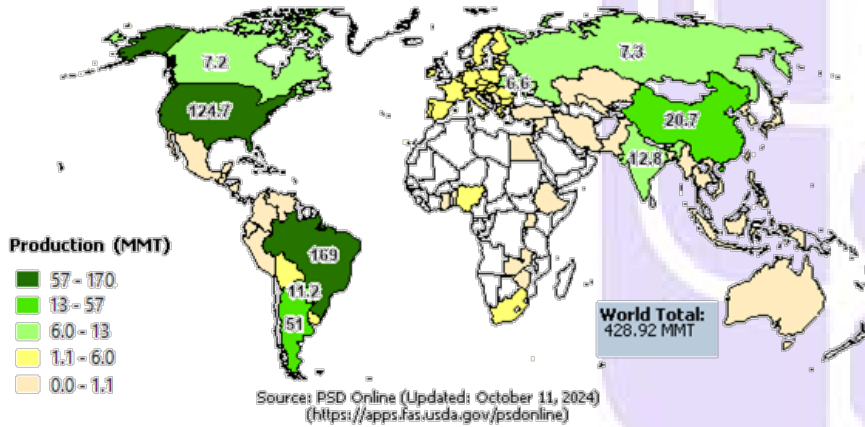 7.2
7.3
6.6
124.7
20.7
12.8
169
11.2
51
Production (MMT)
57 - 170
13 - 57
6.0 - 13
1.1 - 6.0
0.0 - 1.1
World Total:
428.92 MMT
Source: PSD Online (Updated: October 11, 2024)
(https://apps.fas.usda.gov/psdonline)